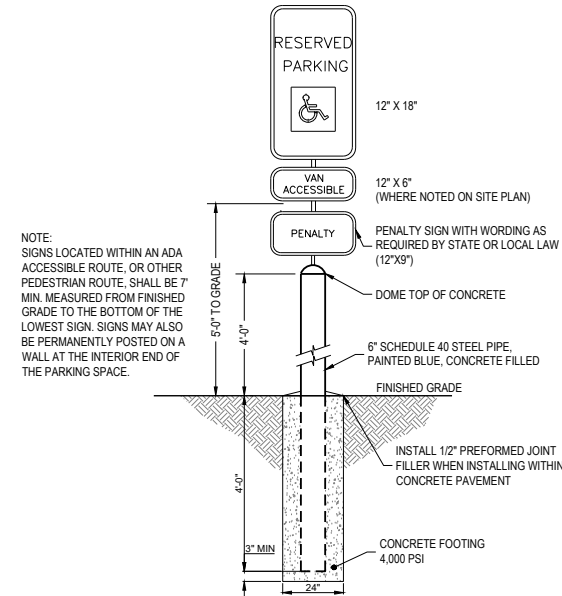 RESERVED
PARKING
12" X 18"
VAN
ACCESSIBLE
12" X 6"
(WHERE NOTED ON SITE PLAN)
PENALTY
PENALTY SIGN WITH WORDING AS
REQUIRED BY STATE OR LOCAL LAW
(12"X9")
NOTE:
SIGNS LOCATED WITHIN AN ADA
ACCESSIBLE ROUTE, OR OTHER
PEDESTRIAN ROUTE, SHALL BE 7'
MIN. MEASURED FROM FINISHED
GRADE TO THE BOTTOM OF THE
LOWEST SIGN. SIGNS MAY ALSO
BE PERMANENTLY POSTED ON A
WALL AT THE INTERIOR END OF
THE PARKING SPACE.
5'-0" TO GRADE
4'-0"
DOME TOP OF CONCRETE
6" SCHEDULE 40 STEEL PIPE,
PAINTED BLUE, CONCRETE FILLED
FINISHED GRADE
INSTALL 1/2" PREFORMED JOINT
FILLER WHEN INSTALLING WITHIN
CONCRETE PAVEMENT
4'-0"
3" MIN
CONCRETE FOOTING
4,000 PSI
24"